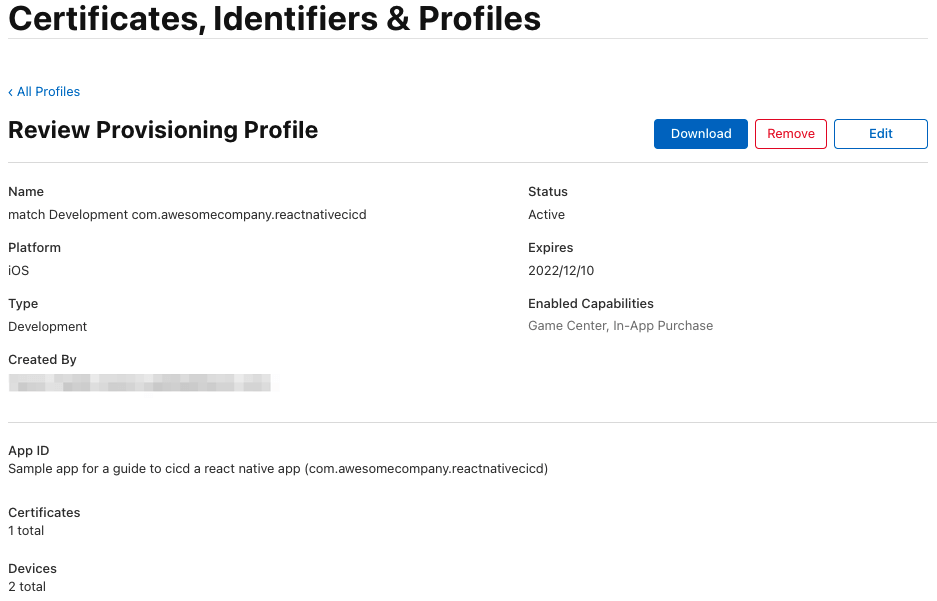 Certificates, Identifiers & Profiles
‹ All Profiles
Review Provisioning Profile
Download
Remove
Edit
Name
match Development com.awesomecompany.reactnativecicd
Status
Active
Platform
iOS
Expires
2022/12/10
Type
Development
Enabled Capabilities
Game Center, In-App Purchase
Created By
App ID
Sample app for a guide to cicd a react native app (com.awesomecompany.reactnativecicd)
Certificates
1 total
Devices
2 total